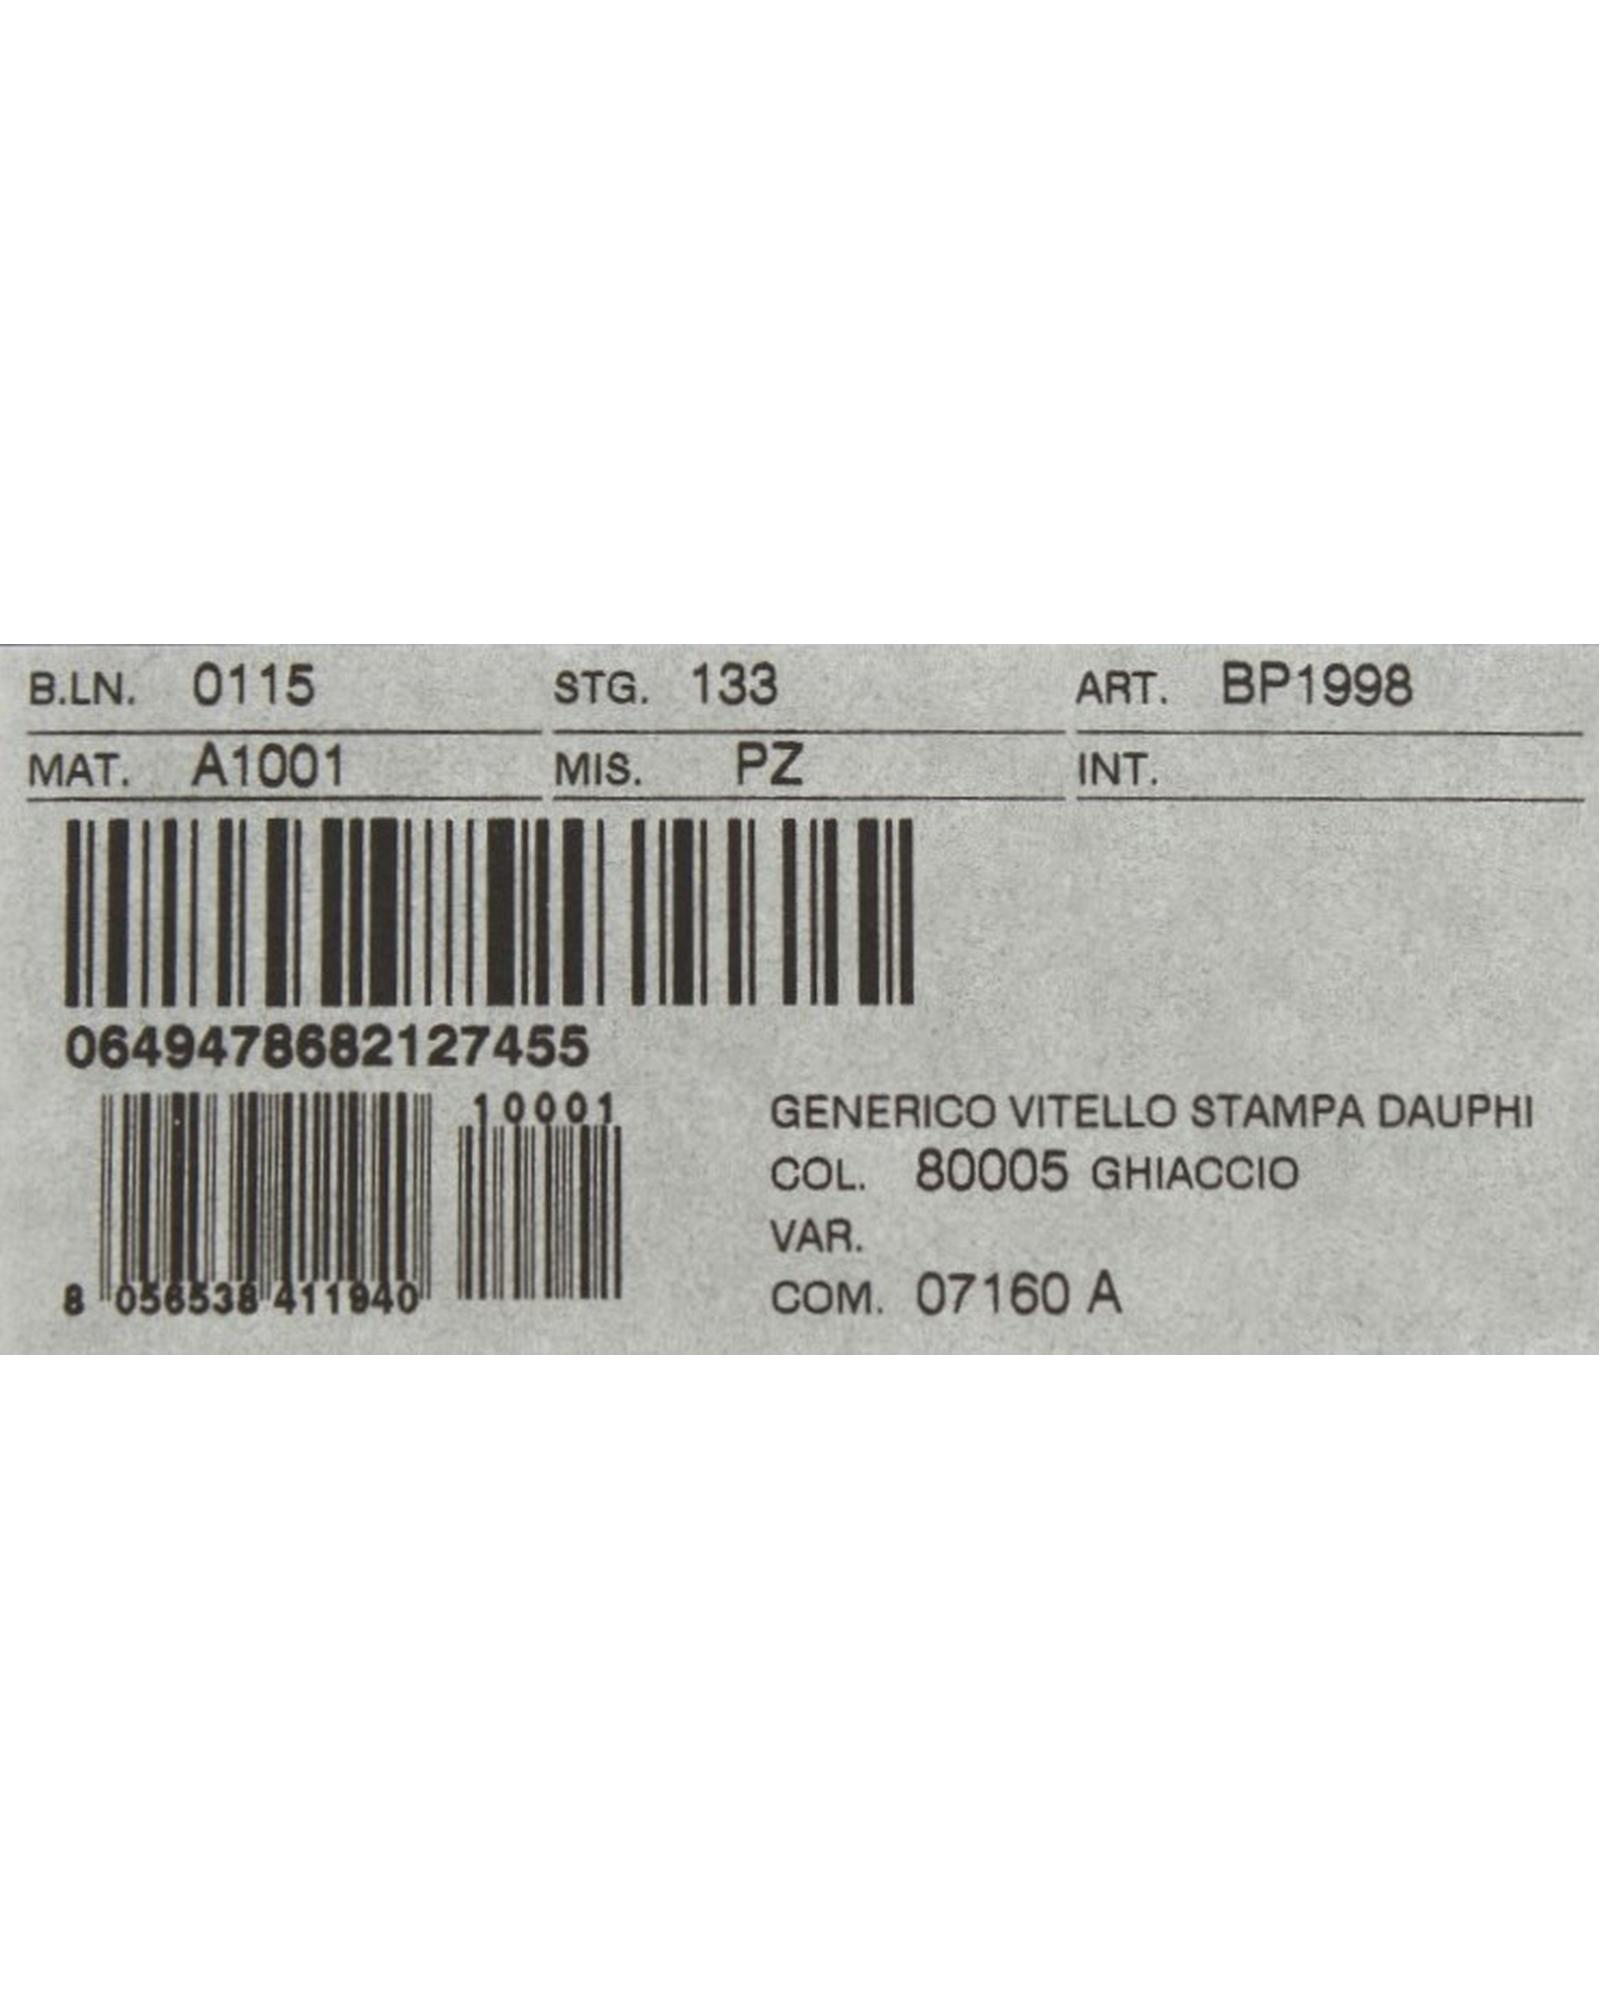 B.LN. 0115 STG. 133 ART. BP1998
MAT. A1001 MIS. PZ INT.
0649478682127455
10001
8 056538 411940
GENERICO VITELLO STAMPA DAUPHI
COL. 80005 GHIACCIO
VAR.
COM. 07160 A